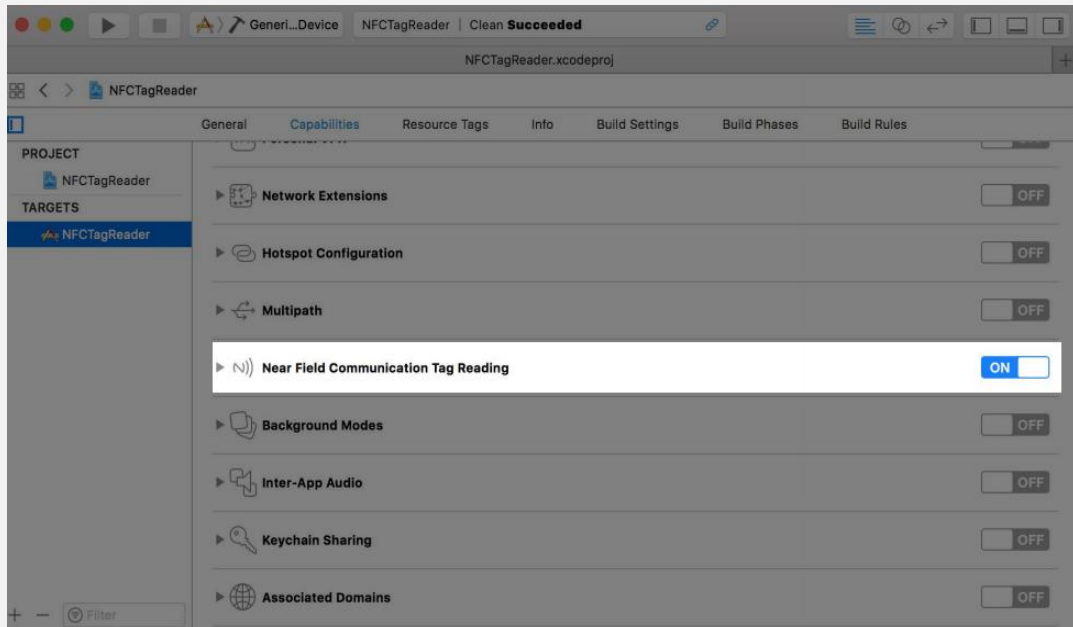 Generi...Device NFCTagReader | Clean Succeeded
NFCTagReader.xcodeproj
NFCTagReader
General Capabilities Resource Tags Info Build Settings Build Phases Build Rules
PROJECT
NFCTagReader
TARGETS
NFCTagReader
Network Extensions OFF
Hotspot Configuration OFF
Multipath OFF
Near Field Communication Tag Reading ON
Background Modes OFF
Inter-App Audio OFF
Keychain Sharing OFF
Associated Domains OFF
Filter